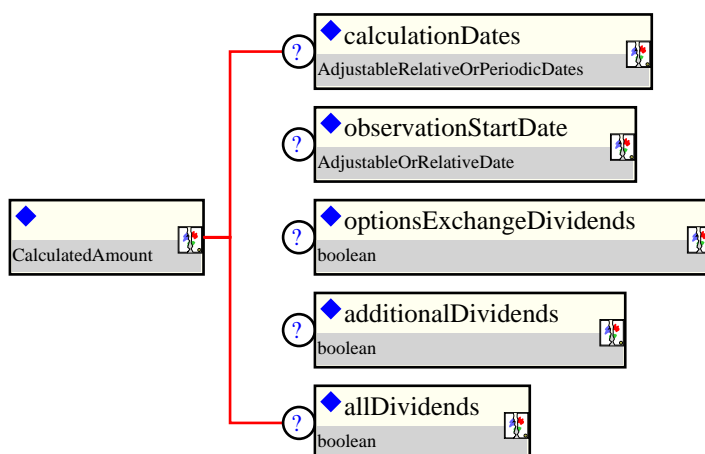 calculationDates
?
AdjustableRelativeOrPeriodicDates
observationStartDate
?
AdjustableOrRelativeDate
CalculatedAmount
optionsExchangeDividends
?
boolean
additionalDividends
?
boolean
allDividends
?
boolean